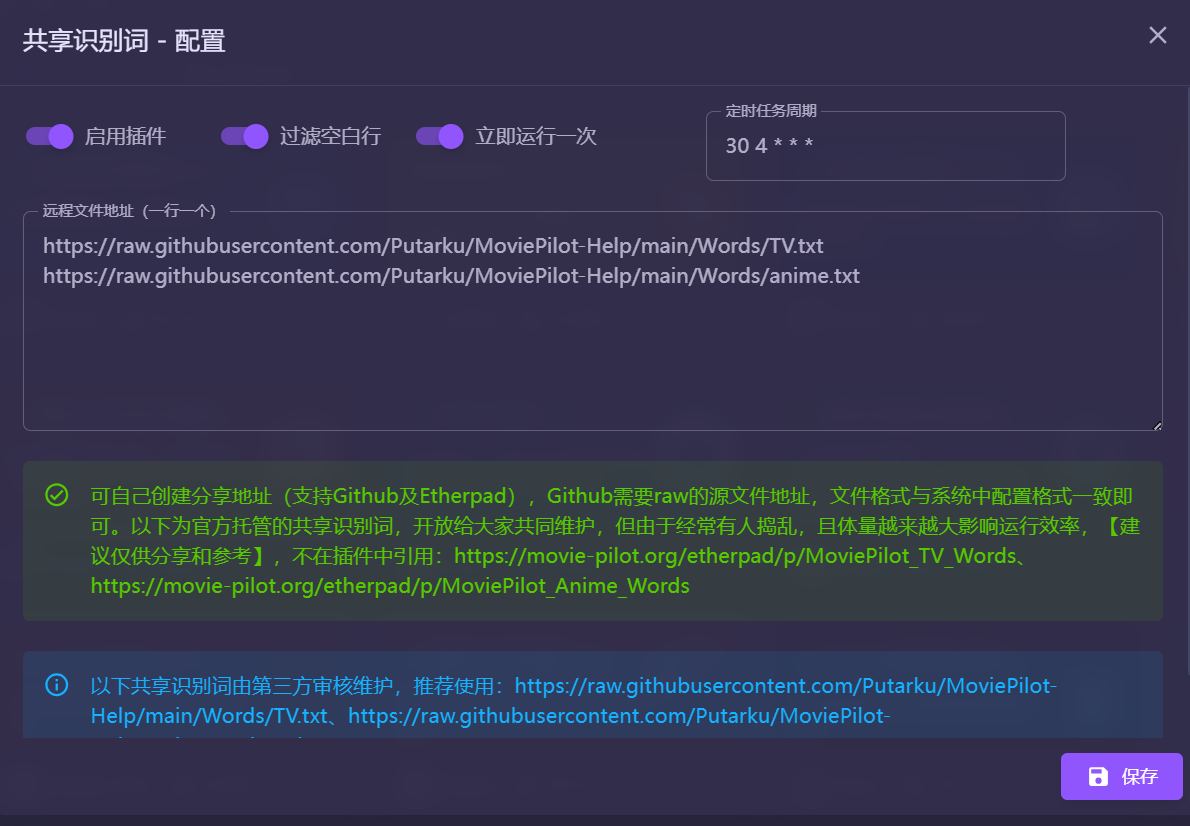 共享识别词 - 配置
启用插件
过滤空白行
立即运行一次
定时任务周期
30 4 * * *
远程文件地址（一行一个）
https://raw.githubusercontent.com/Putarku/MoviePilot-Help/main/Words/TV.txt
https://raw.githubusercontent.com/Putarku/MoviePilot-Help/main/Words/anime.txt
可自己创建分享地址（支持Github及Etherpad），Github需要raw的源文件地址，文件格式与系统中配置格式一致即
可。以下为官方托管的共享识别词，开放给大家共同维护，但由于经常有人捣乱，且体量越来越大影响运行效率，【建
议仅供分享和参考】，不在插件中引用：https://movie-pilot.org/etherpad/p/MoviePilot_TV_Words、
https://movie-pilot.org/etherpad/p/MoviePilot_Anime_Words
以下共享识别词由第三方审核维护，推荐使用：https://raw.githubusercontent.com/Putarku/MoviePilot-
Help/main/Words/TV.txt、https://raw.githubusercontent.com/Putarku/MoviePilot-
保存